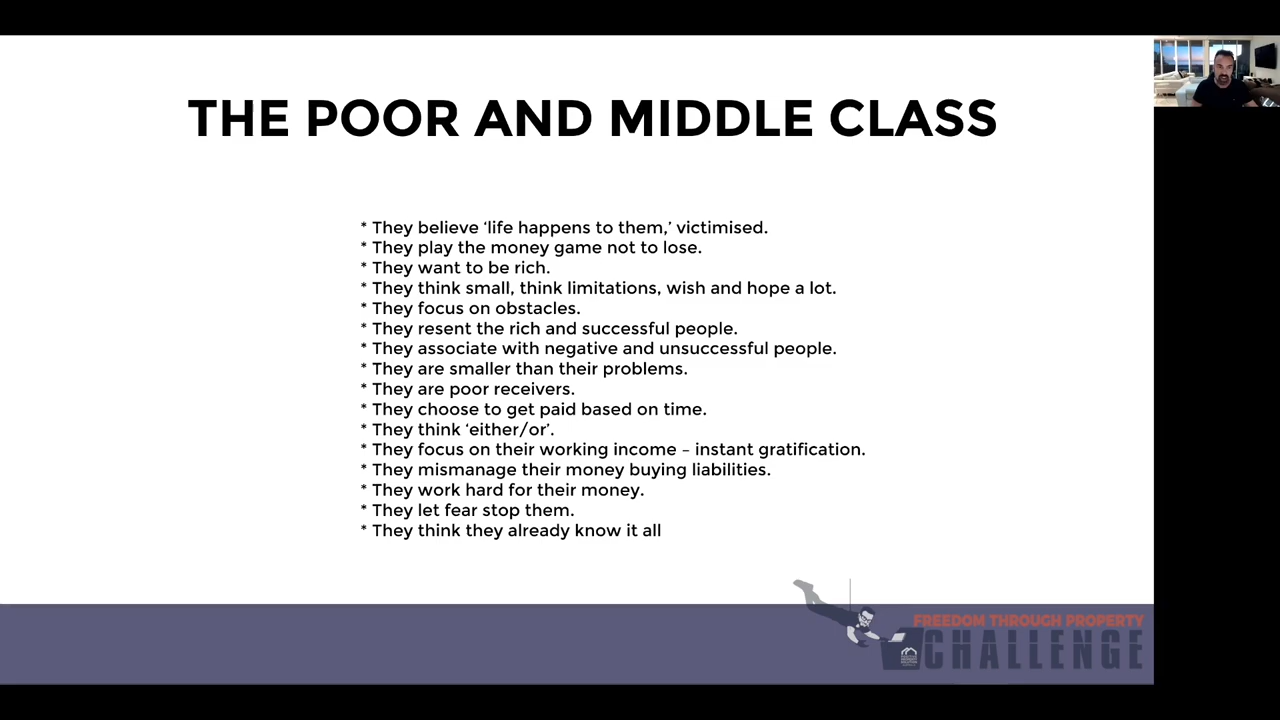 THE POOR AND MIDDLE CLASS
* They believe ‘life happens to them,’ victimised.
* They play the money game not to lose.
* They want to be rich.
* They think small, think limitations, wish and hope a lot.
* They focus on obstacles.
* They resent the rich and successful people.
* They associate with negative and unsuccessful people.
* They are smaller than their problems.
* They are poor receivers.
* They choose to get paid based on time.
* They think ‘either/or’.
* They focus on their working income – instant gratification.
* They mismanage their money buying liabilities.
* They work hard for their money.
* They let fear stop them.
* They think they already know it all
FREEDOM THROUGH PROPERTY
CHALLENGE